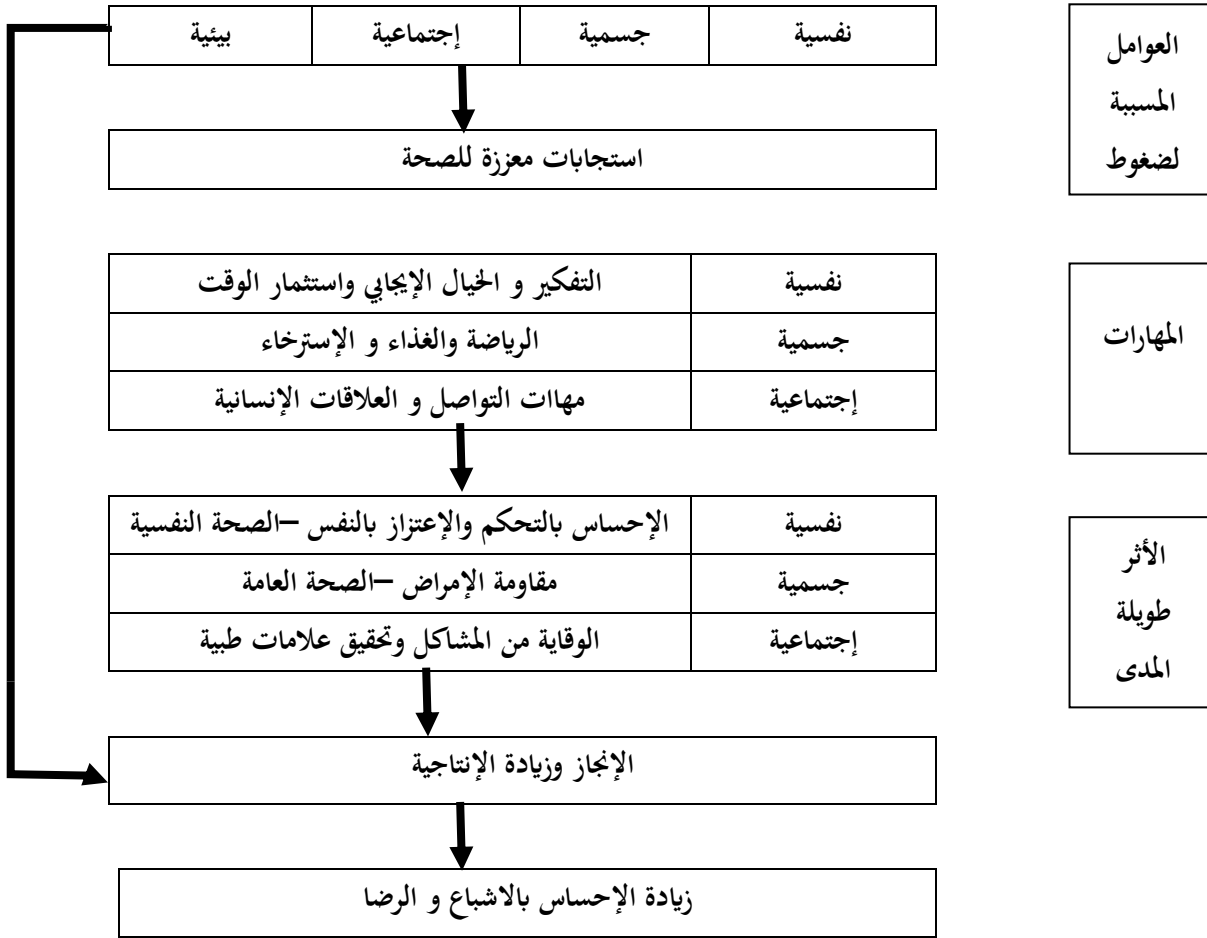 نفسية جسمية إجتماعية بيئية
استجابات معززة للصحة
العوامل
المسببة
لضغوط
نفسية التفكير و الخيال الإيجابي واستثمار الوقت
جسمية الرياضة والغذاء و الإسترخاء
إجتماعية مهاات التواصل و العلاقات الإنسانية
المهارات
نفسية الإحساس بالتحكم والإعتزاز بالنفس –الصحة النفسية
جسمية مقاومة الإمراض –الصحة العامة
إجتماعية الوقاية من المشاكل وتحقيق علامات طبية
الأثر
طويلة
المدى
الإنجاز وزيادة الإنتاجية
زيادة الإحساس بالاشباع و الرضا